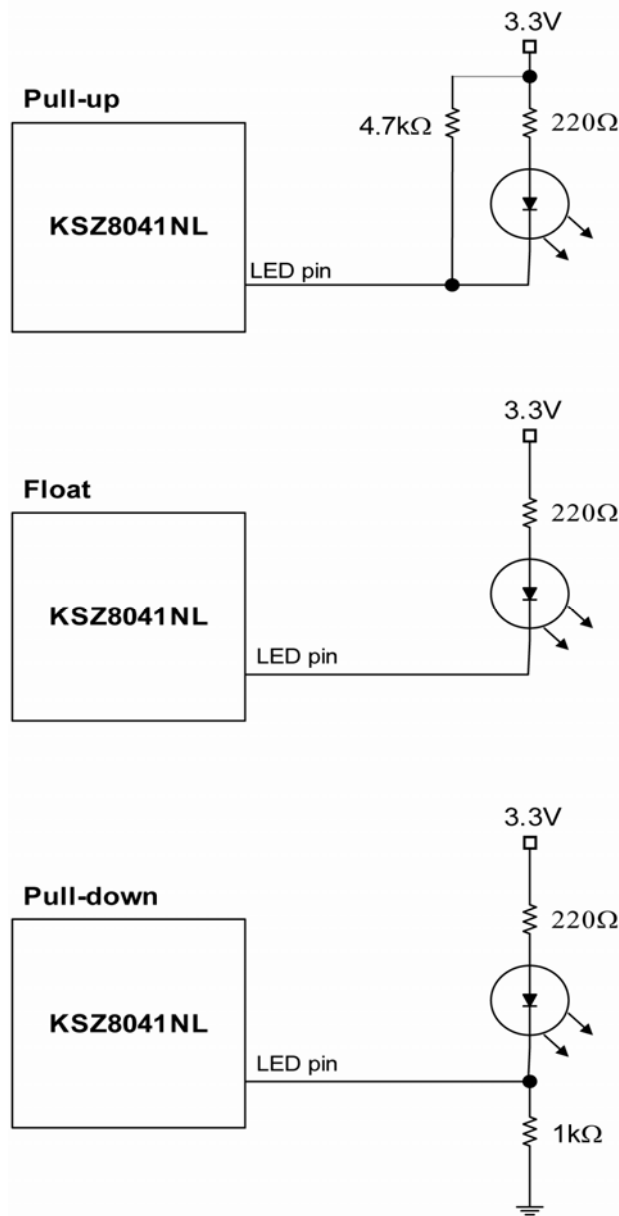 3.3V
Pull-up
4.7kΩ
220Ω
KSZ8041NL
LED pin
3.3V
Float
220Ω
KSZ8041NL
LED pin
3.3V
Pull-down
220Ω
KSZ8041NL
LED pin
1kΩ